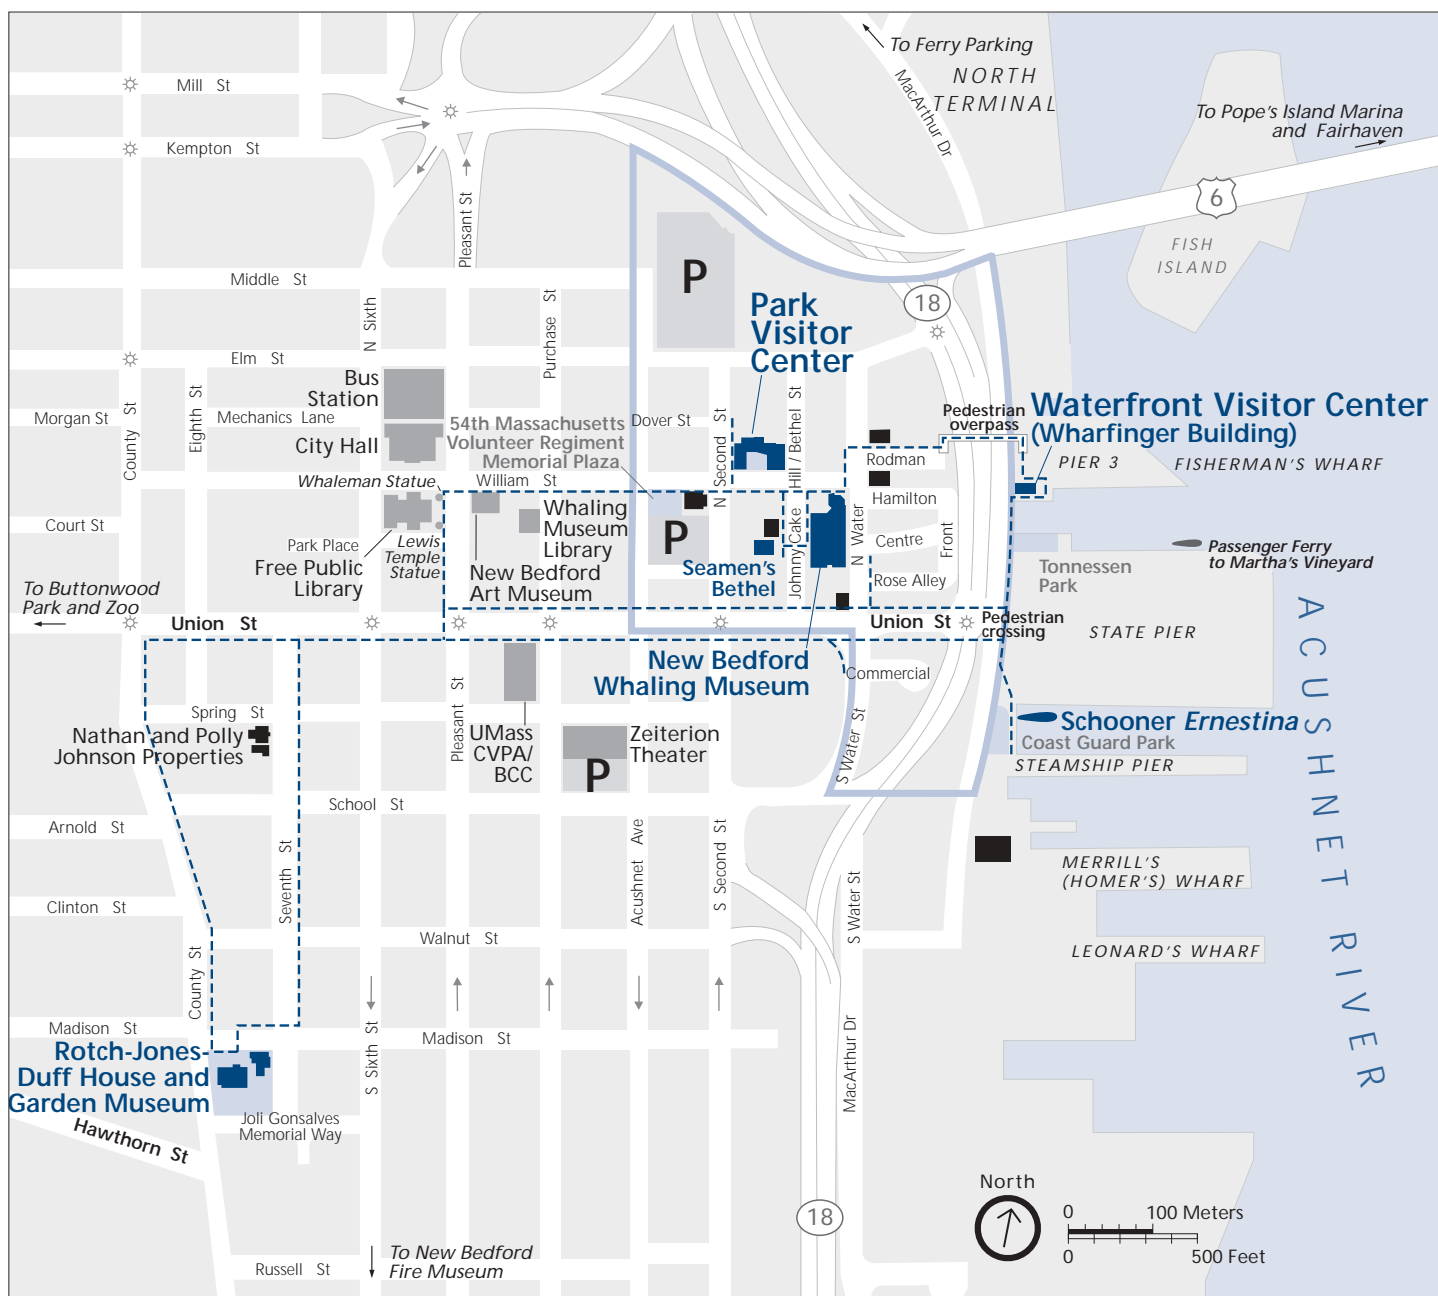 To Ferry Parking
NORTH
TERMINAL
MacArthur Dr
Mill St
To Pope's Island Marina
and Fairhaven
Kempton St
6
Pleasant St
FISH
ISLAND
Middle St
P
18
Park
Visitor
Center
N Sixth
Purchase St
Elm St
Bus
Station
Eighth St
County St
Morgan St
Mechanics Lane
City Hall
54th Massachusetts
Volunteer Regiment
Memorial Plaza
Dover St
N Second St
Hill / Bethel St
Pedestrian
overpass
Waterfront Visitor Center
(Wharfinger Building)
PIER 3
FISHERMAN'S WHARF
Rodman
Whaleman Statue
William St
Hamilton
Court St
Whaling
Museum
Library
P
Johnny Cake
N Water
Centre
Front
Park Place
Free Public
Library
Lewis
Temple
Statue
New Bedford
Art Museum
Seamen's
Bethel
Rose Alley
Passenger Ferry
to Martha's Vineyard
Tonnessen
Park
To Buttonwood
Park and Zoo
Union St
Union St
Pedestrian
crossing
STATE PIER
ACUSHNET RIVER
New Bedford
Whaling Museum
Commercial
Pleasant St
Spring St
Nathan and Polly
Johnson Properties
UMass
CVPA/
BCC
Zeiterion
Theater
P
S Water St
Schooner Ernestina
Coast Guard Park
STEAMSHIP PIER
School St
Arnold St
Seventh St
Acushnet Ave
S Second St
MERRILL'S
(HOMER'S) WHARF
Clinton St
S Water St
Walnut St
LEONARD'S WHARF
County St
Madison St
Madison St
S Sixth St
MacArthur Dr
Rotch-Jones-
Duff House and
Garden Museum
Joli Gonsalves
Memorial Way
Hawthorn St
North
18
0 100 Meters
0 500 Feet
To New Bedford
Fire Museum
Russell St